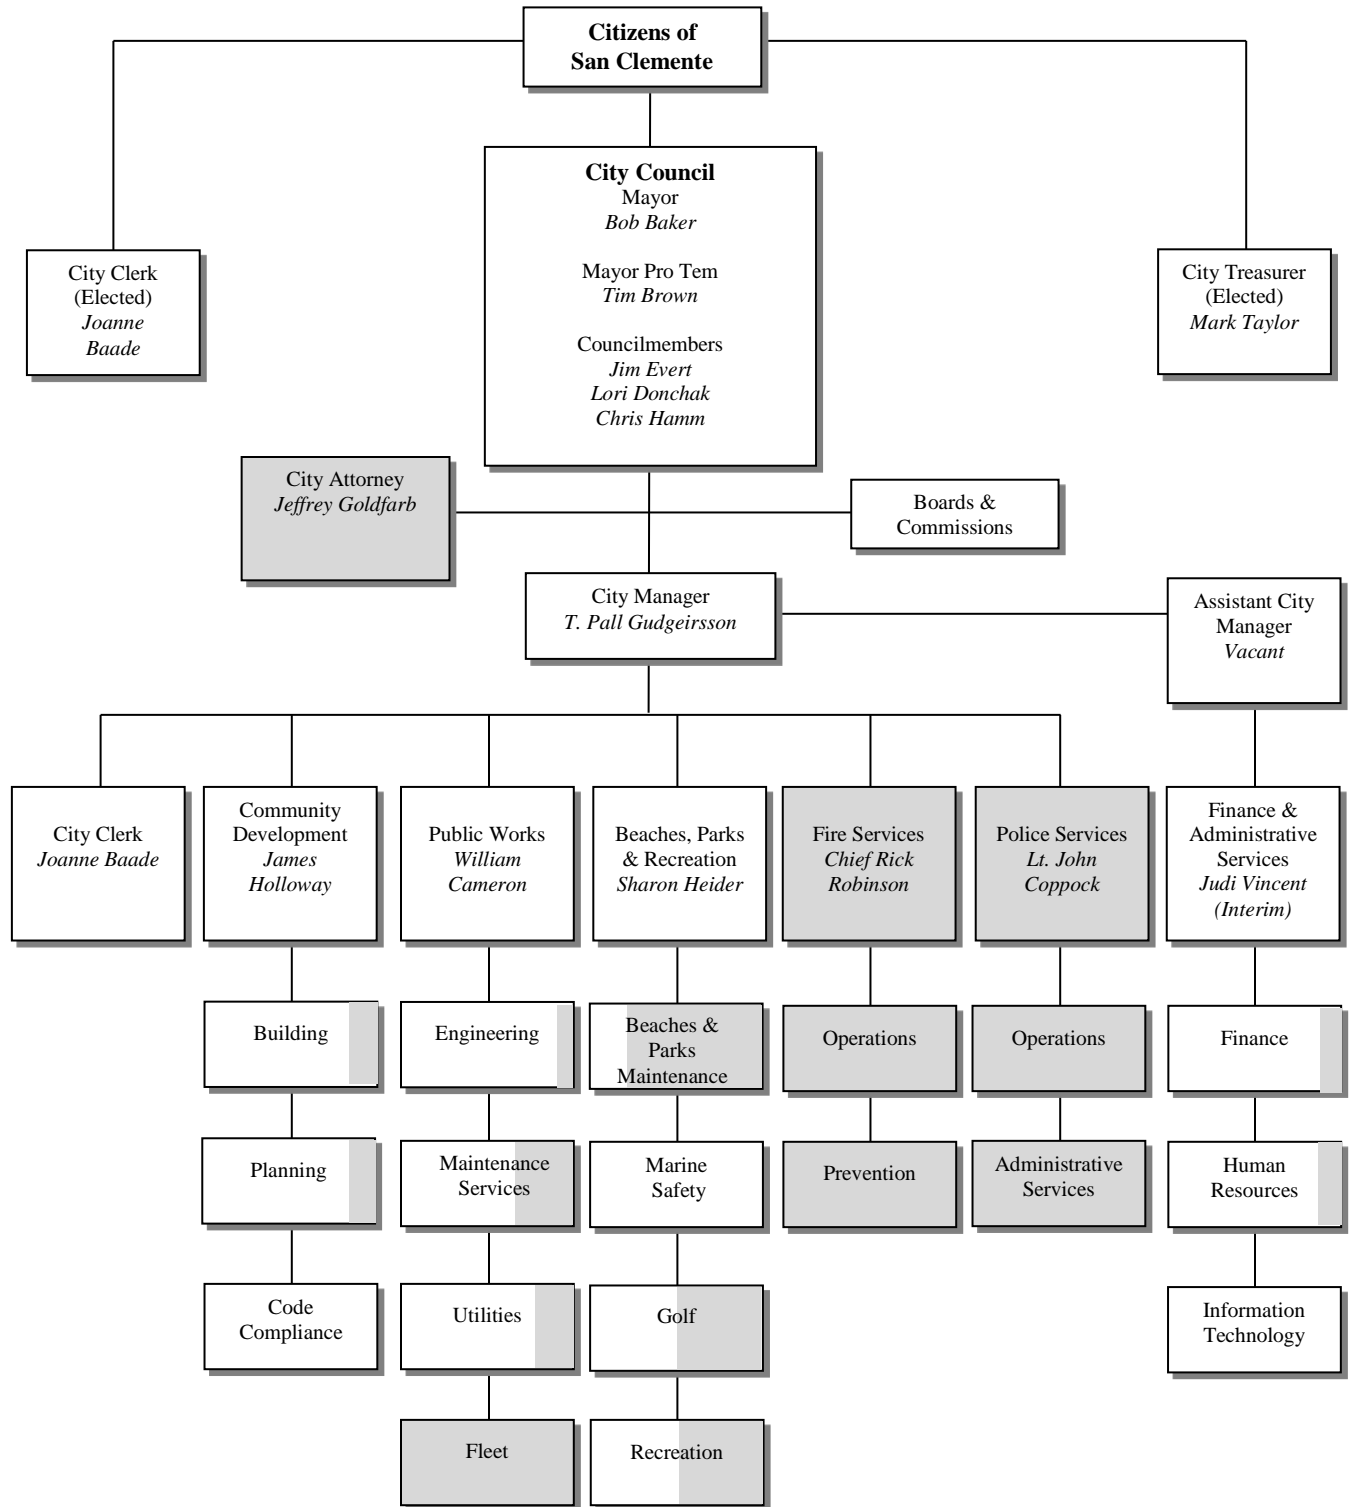 Citizens of
San Clemente
City Council
Mayor
Bob Baker
Mayor Pro Tem
Tim Brown
Councilmembers
Jim Evert
Lori Donchak
Chris Hamm
City Clerk
(Elected)
Joanne
Baade
City Treasurer
(Elected)
Mark Taylor
City Attorney
Jeffrey Goldfarb
Boards &
Commissions
City Manager
T. Pall Gudgeirsson
Assistant City
Manager
Vacant
City Clerk
Joanne Baade
Community
Development
James
Holloway
Public Works
William
Cameron
Beaches, Parks
& Recreation
Sharon Heider
Fire Services
Chief Rick
Robinson
Police Services
Lt. John
Coppock
Finance &
Administrative
Services
Judi Vincent
(Interim)
Building
Engineering
Beaches &
Parks
Maintenance
Operations
Operations
Finance
Planning
Maintenance
Services
Marine
Safety
Prevention
Administrative
Services
Human
Resources
Code
Compliance
Utilities
Golf
Information
Technology
Fleet
Recreation